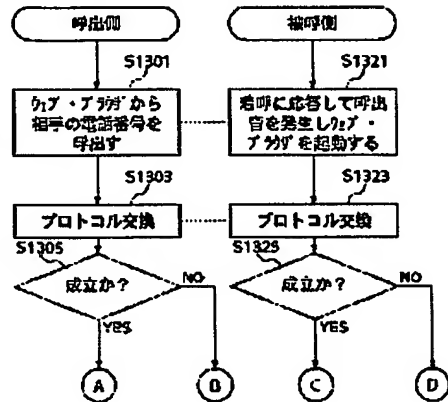 呼出側
被呼側
S1301
S1321
ウェブ・ブラウザから
相手の電話番号を
呼出す
着呼に応答して呼出
音を発生しウェブ・
ブラウザを起動する
S1303
S1323
プロトコル交換
プロトコル交換
S1305
S1325
成立か?
NO
成立か?
NO
YES
YES
A
B
C
D